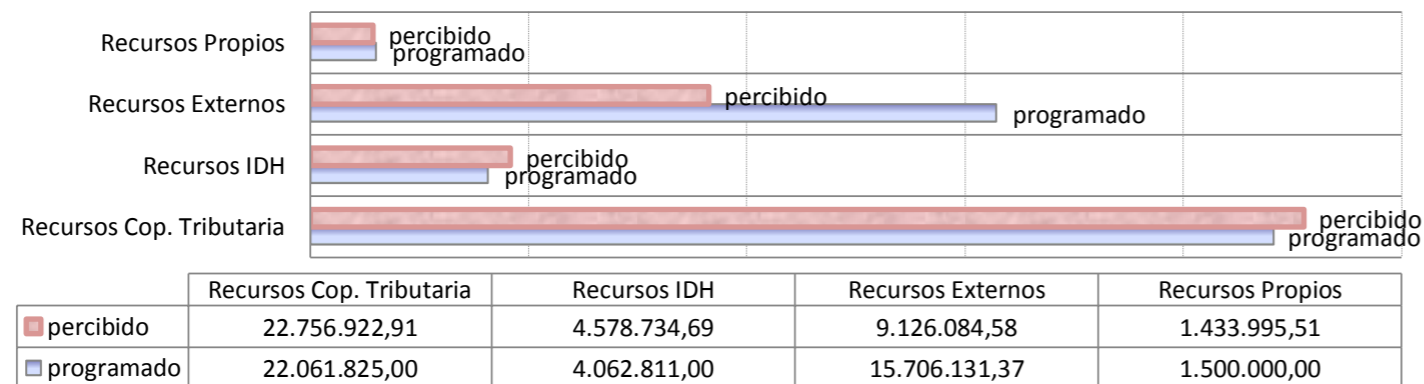 Recursos Propios
percibido
programado
Recursos Externos
percibido
programado
Recursos IDH
percibido
programado
Recursos Cop. Tributaria
percibido
programado
Recursos Cop. Tributaria Recursos IDH Recursos Externos Recursos Propios
percibido 22.756.922,91 4.578.734,69 9.126.084,58 1.433.995,51
programado 22.061.825,00 4.062.811,00 15.706.131,37 1.500.000,00